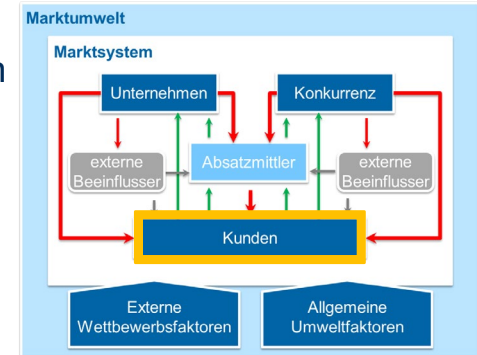 Marktumwelt
n
Marktsystem
Unternehmen
Konkurrenz
externe
Beeinflusser
Absatzmittler
externe
Beeinflusser
Kunden
Externe
Wettbewerbsfaktoren
Allgemeine
Umweltfaktoren